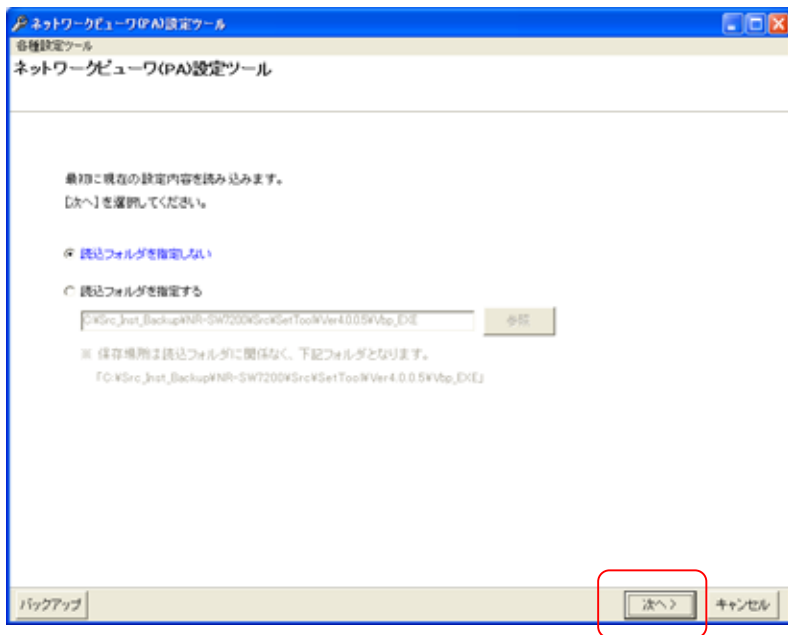 ネットワークビューワ(PA)設定ツール
各種設定ツール
ネットワークビューワ(PA)設定ツール
最初に現在の設定内容を読み込みます。
[次へ]を選択してください。
読込フォルダを指定しない
読込フォルダを指定する
C:¥Src_Inst_Backup¥NR-SW7200¥Src¥SetTool¥Ver4.0.0.5¥Vbp_EXE
参照
※ 保存場所は読込フォルダに関係なく、下記フォルダとなります。
「C:¥Src_Inst_Backup¥NR-SW7200¥Src¥SetTool¥Ver4.0.0.5¥Vbp_EXE」
バックアップ
次へ>
キャンセル